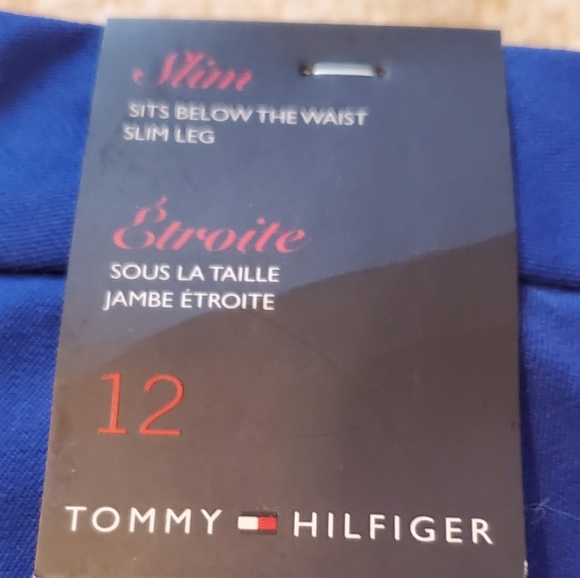 Slim
SITS BELOW THE WAIST
SLIM LEG
Étroite
SOUS LA TAILLE
JAMBE ÉTROITE
12
TOMMY HILFIGER